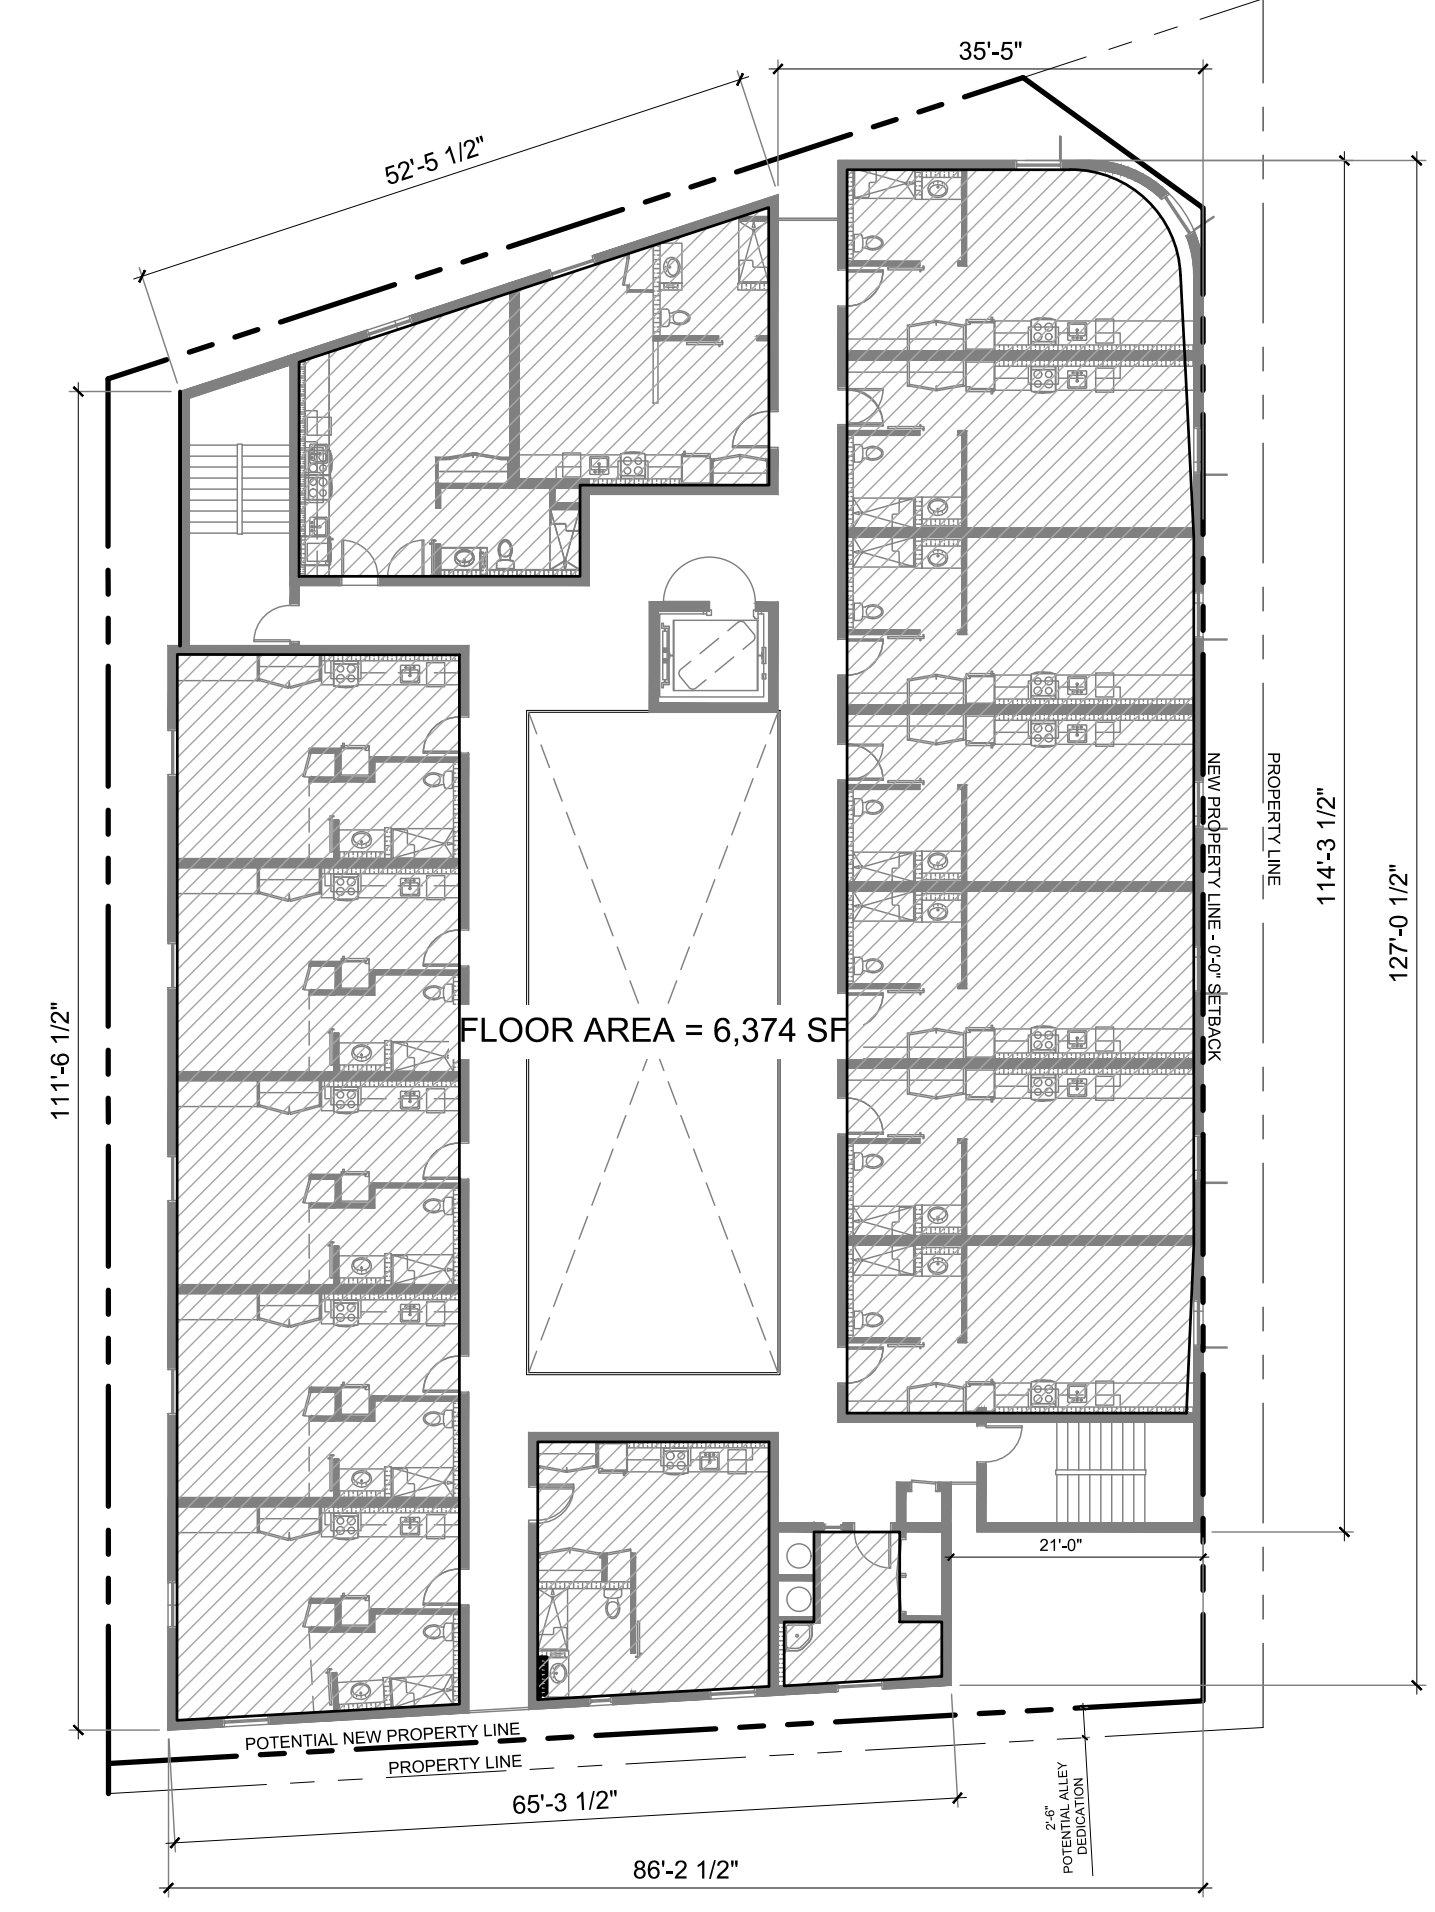 35'-5"
52'-5 1/2"
NEW PROPERTY LINE - 0'-0" SETBACK
PROPERTY LINE
114'-3 1/2"
127'-0 1/2"
111'-6 1/2"
FLOOR AREA = 6,374 SF
21'-0"
POTENTIAL NEW PROPERTY LINE
PROPERTY LINE
65'-3 1/2"
2'-6"
POTENTIAL ALLEY
DEDICATION
86'-2 1/2"